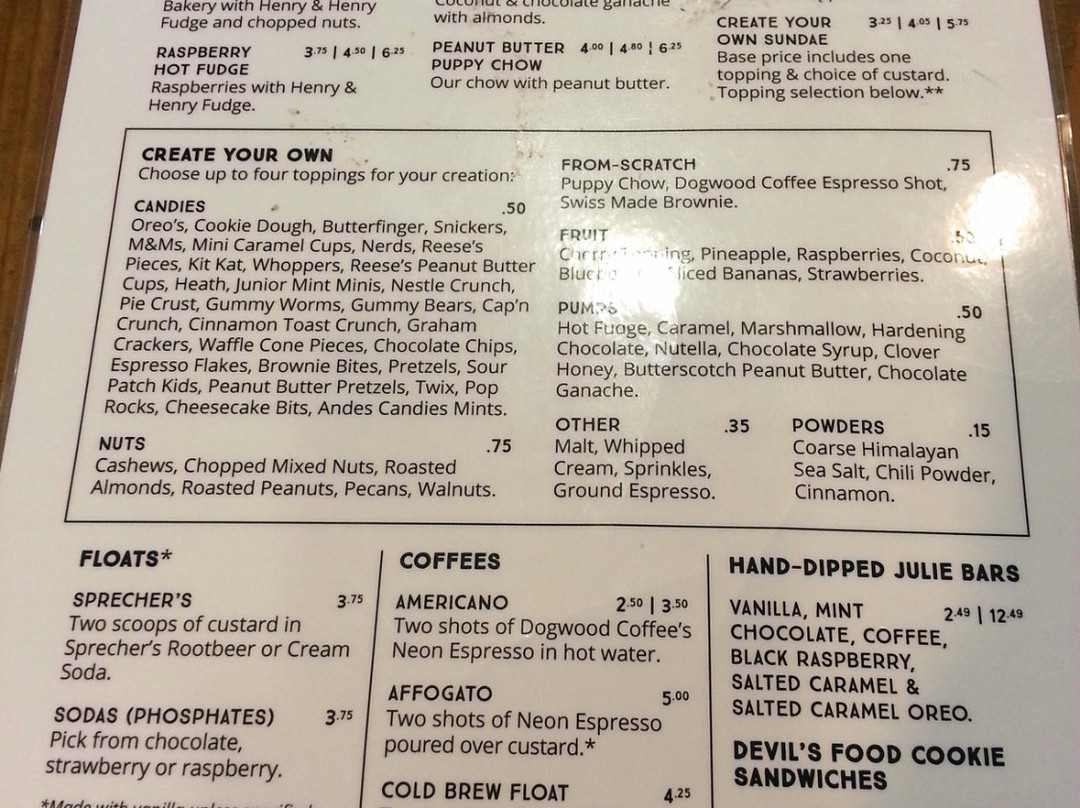 Bakery with Henry & Henry
Fudge and chopped nuts.
RASPBERRY 3.75 | 4.50 | 6.25
HOT FUDGE
Raspberries with Henry &
Henry Fudge.
Coconut & chocolate ganache
with almonds.
PEANUT BUTTER 4.00 | 4.80 | 6.25
PUPPY CHOW
Our chow with peanut butter.
CREATE YOUR 3.25 | 4.05 | 5.75
OWN SUNDAE
Base price includes one
topping & choice of custard.
Topping selection below.**
CREATE YOUR OWN
Choose up to four toppings for your creation:
CANDIES .50
Oreo's, Cookie Dough, Butterfinger, Snickers,
M&Ms, Mini Caramel Cups, Nerds, Reese's
Pieces, Kit Kat, Whoppers, Reese's Peanut Butter
Cups, Heath, Junior Mint Minis, Nestle Crunch,
Pie Crust, Gummy Worms, Gummy Bears, Cap'n
Crunch, Cinnamon Toast Crunch, Graham
Crackers, Waffle Cone Pieces, Chocolate Chips,
Espresso Flakes, Brownie Bites, Pretzels, Sour
Patch Kids, Peanut Butter Pretzels, Twix, Pop
Rocks, Cheesecake Bits, Andes Candies Mints.
NUTS .75
Cashews, Chopped Mixed Nuts, Roasted
Almonds, Roasted Peanuts, Pecans, Walnuts.
FROM-SCRATCH .75
Puppy Chow, Dogwood Coffee Espresso Shot,
Swiss Made Brownie.
FRUIT .50
Cherry Topping, Pineapple, Raspberries, Coconut,
Sliced Bananas, Strawberries.
PUMPS .50
Hot Fudge, Caramel, Marshmallow, Hardening
Chocolate, Nutella, Chocolate Syrup, Clover
Honey, Butterscotch Peanut Butter, Chocolate
Ganache.
OTHER .35
Malt, Whipped
Cream, Sprinkles,
Ground Espresso.
POWDERS .15
Coarse Himalayan
Sea Salt, Chili Powder,
Cinnamon.
FLOATS*
SPRECHER'S 3.75
Two scoops of custard in
Sprecher's Rootbeer or Cream
Soda.
SODAS (PHOSPHATES) 3.75
Pick from chocolate,
strawberry or raspberry.
*Made with vanilla unless
COFFEES
AMERICANO 2.50 | 3.50
Two shots of Dogwood Coffee's
Neon Espresso in hot water.
AFFOGATO 5.00
Two shots of Neon Espresso
poured over custard.*
COLD BREW FLOAT 4.25
HAND-DIPPED JULIE BARS
VANILLA, MINT 2.49 | 12.49
CHOCOLATE, COFFEE,
BLACK RASPBERRY,
SALTED CARAMEL &
SALTED CARAMEL OREO.
DEVIL'S FOOD COOKIE
SANDWICHES